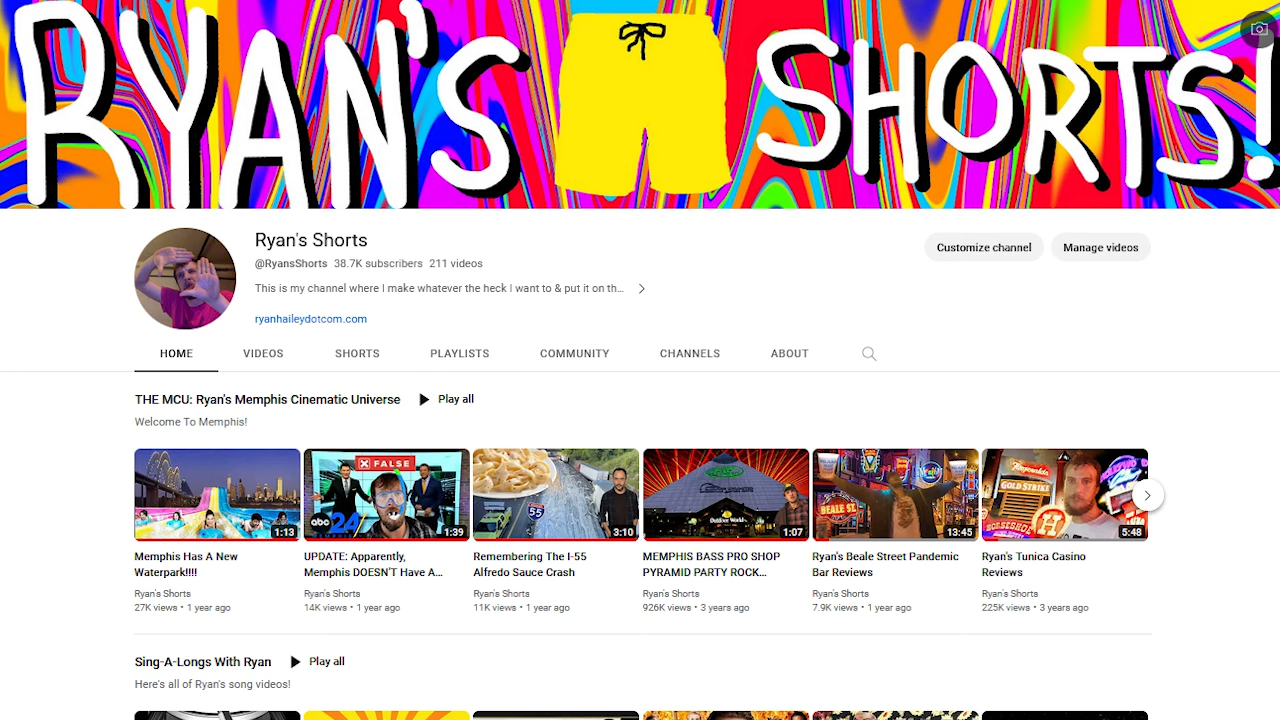 RYAN'S SHORTS!
Ryan's Shorts
Customize channel
Manage videos
@RyansShorts 38.7K subscribers 211 videos
This is my channel where I make whatever the heck I want to & put it on th...
ryanhaileydotcom.com
HOME VIDEOS SHORTS PLAYLISTS COMMUNITY CHANNELS ABOUT
THE MCU: Ryan's Memphis Cinematic Universe
Play all
Welcome To Memphis!
1:13
Memphis Has A New
Waterpark!!!!
Ryan's Shorts
27K views • 1 year ago
FALSE
abc 24
1:39
UPDATE: Apparently,
Memphis DOESN'T Have A...
Ryan's Shorts
14K views • 1 year ago
55
3:10
Remembering The I-55
Alfredo Sauce Crash
Ryan's Shorts
11K views • 1 year ago
Outdoor World
1:07
MEMPHIS BASS PRO SHOP
PYRAMID PARTY ROCK...
Ryan's Shorts
926K views • 3 years ago
BEALE ST.
13:45
Ryan's Beale Street Pandemic
Bar Reviews
Ryan's Shorts
7.9K views • 1 year ago
GOLD STRIKE
HORSESHOE
H
5:48
Ryan's Tunica Casino
Reviews
Ryan's Shorts
225K views • 3 years ago
Sing-A-Longs With Ryan
Play all
Here's all of Ryan's song videos!